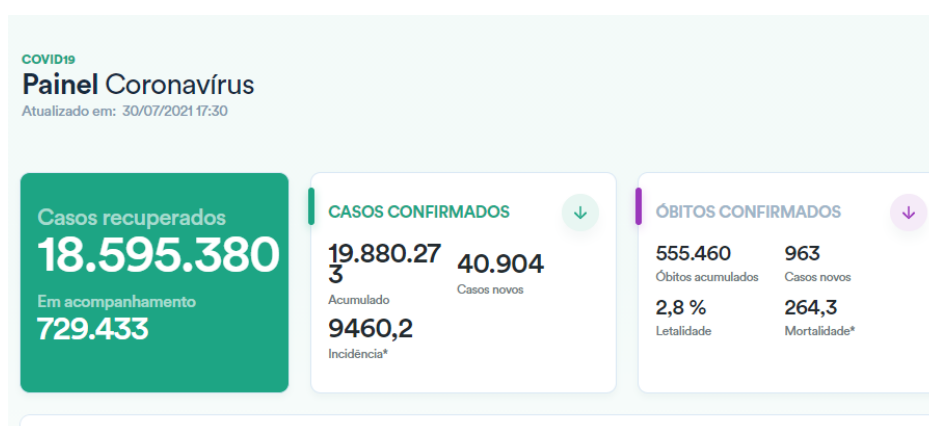 COVID19
Painel Coronavírus
Atualizado em: 30/07/2021 17:30
Casos recuperados
18.595.380
Em acompanhamento
729.433
CASOS CONFIRMADOS
19.880.27
3
Acumulado
40.904
Casos novos
9460,2
Incidência*
ÓBITOS CONFIRMADOS
555.460
Óbitos acumulados
963
Casos novos
2,8 %
Letalidade
264,3
Mortalidade*